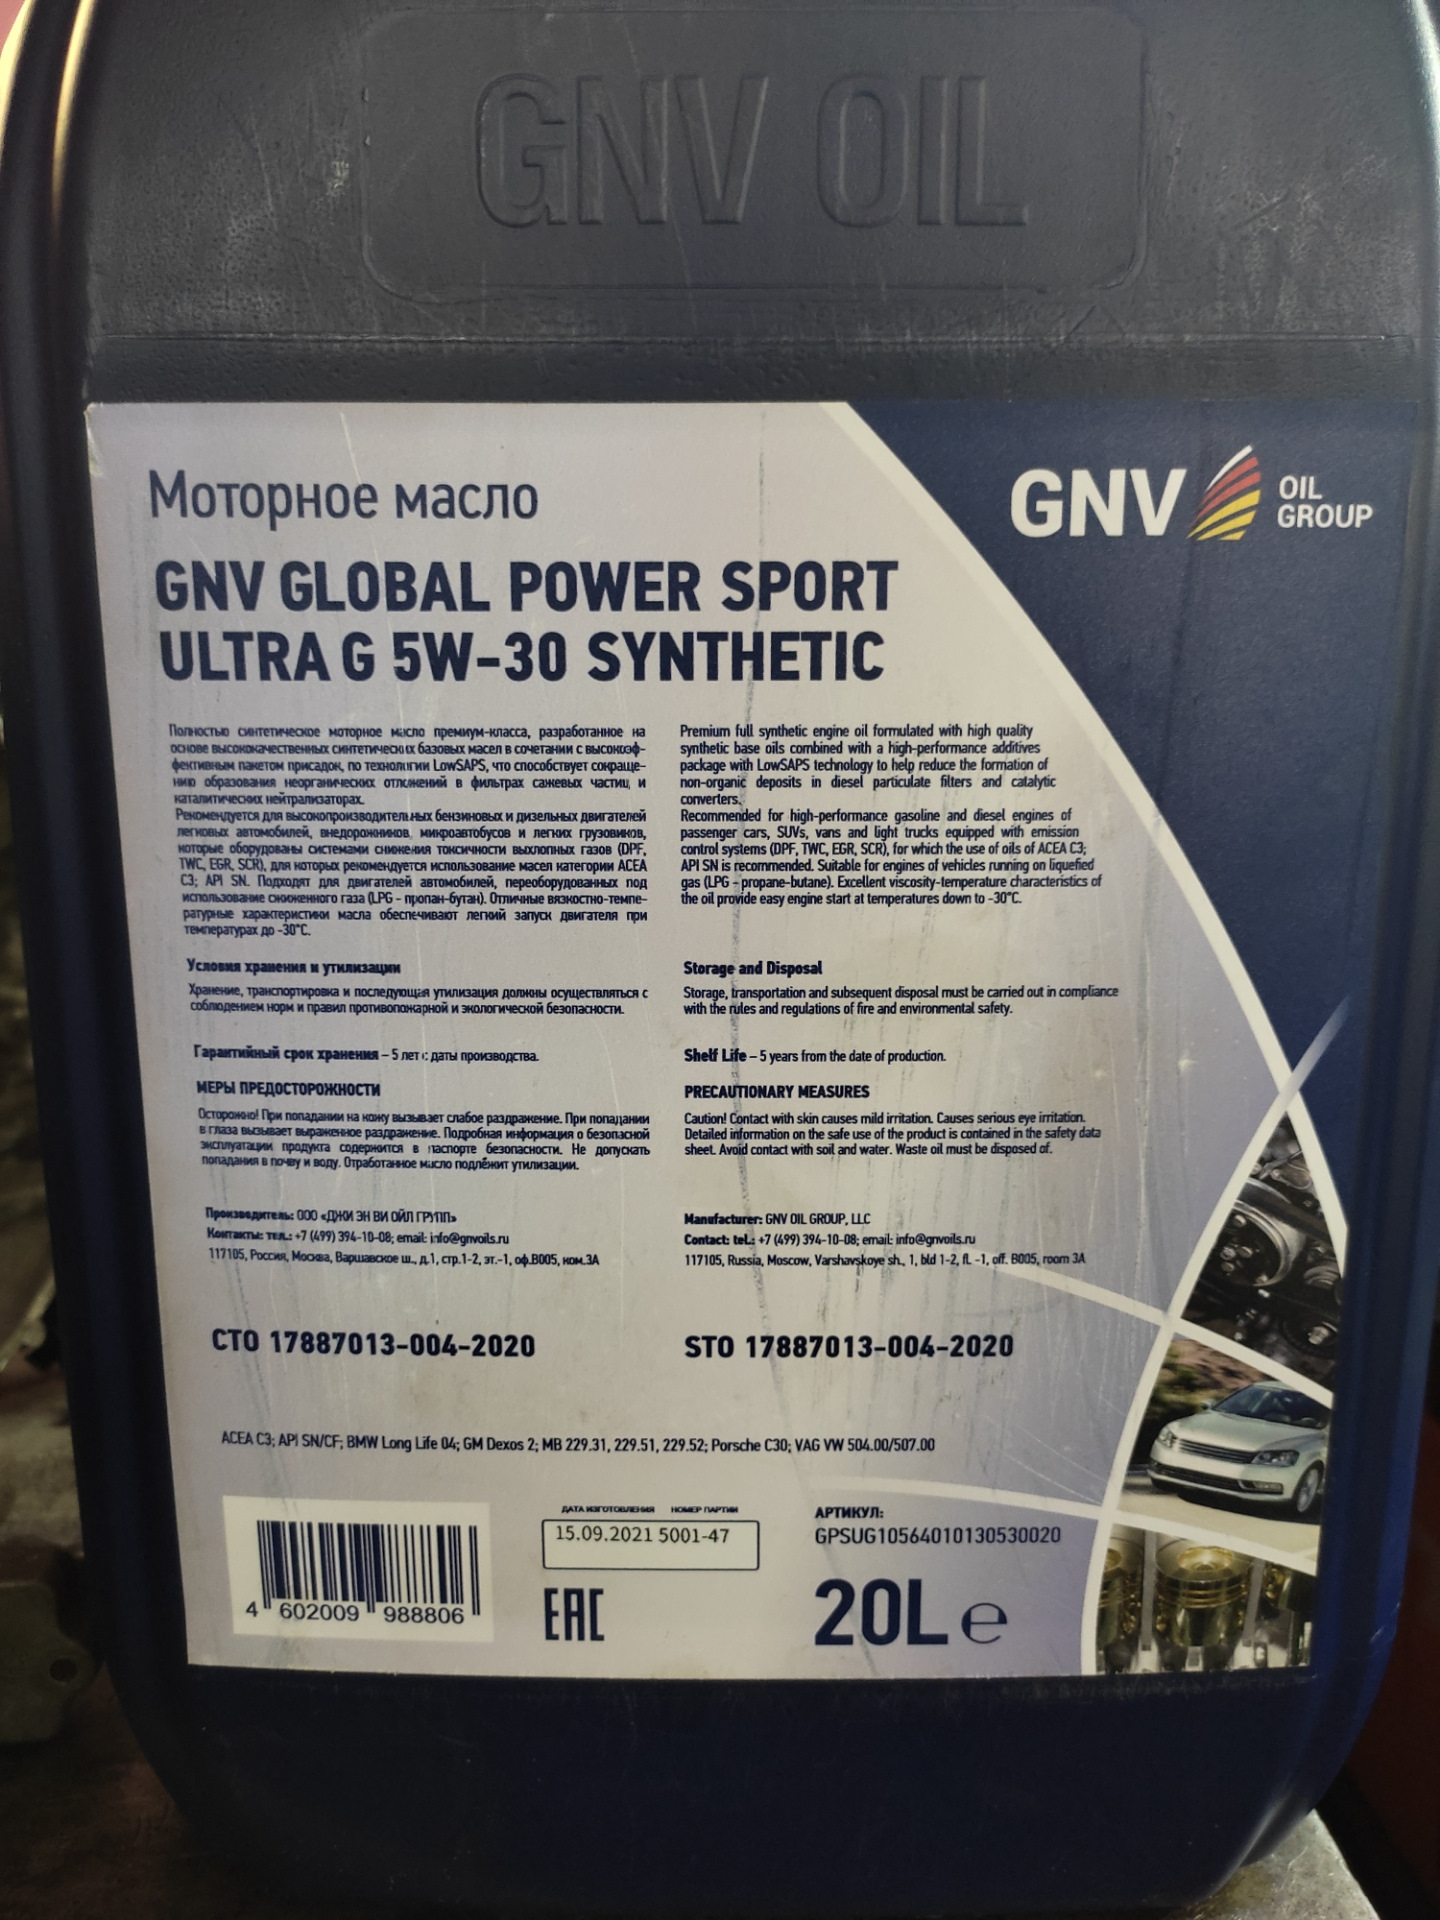 GNV OIL
GNV OIL
GROUP
Моторное масло
GNV GLOBAL POWER SPORT
ULTRA G 5W-30 SYNTHETIC
Полностью синтетическое моторное масло премиум-класса, разработанное на
основе высококачественных синтетических базовых масел в сочетании с высокоэф-
фективным пакетом присадок, по технологии LowSAPS, что способствует сокраще-
нию образования неорганических отложений в фильтрах сажевых частиц и
каталитических нейтрализаторах.
Рекомендуется для высокопроизводительных бензиновых и дизельных двигателей
легковых автомобилей, внедорожников, микроавтобусов и легких грузовиков,
которые оборудованы системами снижения токсичности выхлопных газов (DPF,
TWC, EGR, SCR), для которых рекомендуется использование масел категории ACEA
C3; API SN. Подходят для двигателей автомобилей, переоборудованных под
использование сжиженного газа (LPG - пропан-бутан). Отличные вязкостно-темпе-
ратурные характеристики масла обеспечивают легкий запуск двигателя при
температурах до -30°C.
Условия хранения и утилизации
Хранение, транспортировка и последующая утилизация должны осуществляться с
соблюдением норм и правил противопожарной и экологической безопасности.
Гарантийный срок хранения – 5 лет с даты производства.
МЕРЫ ПРЕДОСТОРОЖНОСТИ
Осторожно! При попадании на кожу вызывает слабое раздражение. При попадании
в глаза вызывает выраженное раздражение. Подробная информация о безопасной
эксплуатации продукта содержится в паспорте безопасности. Не допускать
попадания в почву и воду. Отработанное масло подлежит утилизации.
Производитель: ООО «ДЖИ ЭН ВИ ОЙЛ ГРУПП»
Контакты: тел.: +7 (499) 394-10-08; email: info@gnvoils.ru
117105, Россия, Москва, Варшавское ш., д.1, стр.1-2, эт.-1, оф.В005, ком.3А
СТО 17887013-004-2020
Premium full synthetic engine oil formulated with high quality
synthetic base oils combined with a high-performance additives
package with LowSAPS technology to help reduce the formation of
non-organic deposits in diesel particulate filters and catalytic
converters.
Recommended for high-performance gasoline and diesel engines of
passenger cars, SUVs, vans and light trucks equipped with emission
control systems (DPF, TWC, EGR, SCR), for which the use of oils of ACEA C3;
API SN is recommended. Suitable for engines of vehicles running on liquefied
gas (LPG - propane-butane). Excellent viscosity-temperature characteristics of
the oil provide easy engine start at temperatures down to -30°C.
Storage and Disposal
Storage, transportation and subsequent disposal must be carried out in compliance
with the rules and regulations of fire and environmental safety.
Shelf Life – 5 years from the date of production.
PRECAUTIONARY MEASURES
Caution! Contact with skin causes mild irritation. Causes serious eye irritation.
Detailed information on the safe use of the product is contained in the safety data
sheet. Avoid contact with soil and water. Waste oil must be disposed of.
Manufacturer: GNV OIL GROUP, LLC
Contact: tel.: +7 (499) 394-10-08; email: info@gnvoils.ru
117105, Russia, Moscow, Varshavskoye sh., 1, bld 1-2, fl. -1, off. B005, room 3A
STO 17887013-004-2020
ACEA C3; API SN/CF; BMW Long Life 04; GM Dexos 2; MB 229.31, 229.51, 229.52; Porsche C30; VAG VW 504.00/507.00
4 602009 988806
ДАТА ИЗГОТОВЛЕНИЯ НОМЕР ПАРТИИ
15.09.2021 5001-47
EAC
АРТИКУЛ:
GPSUG10564010130530020
20L e